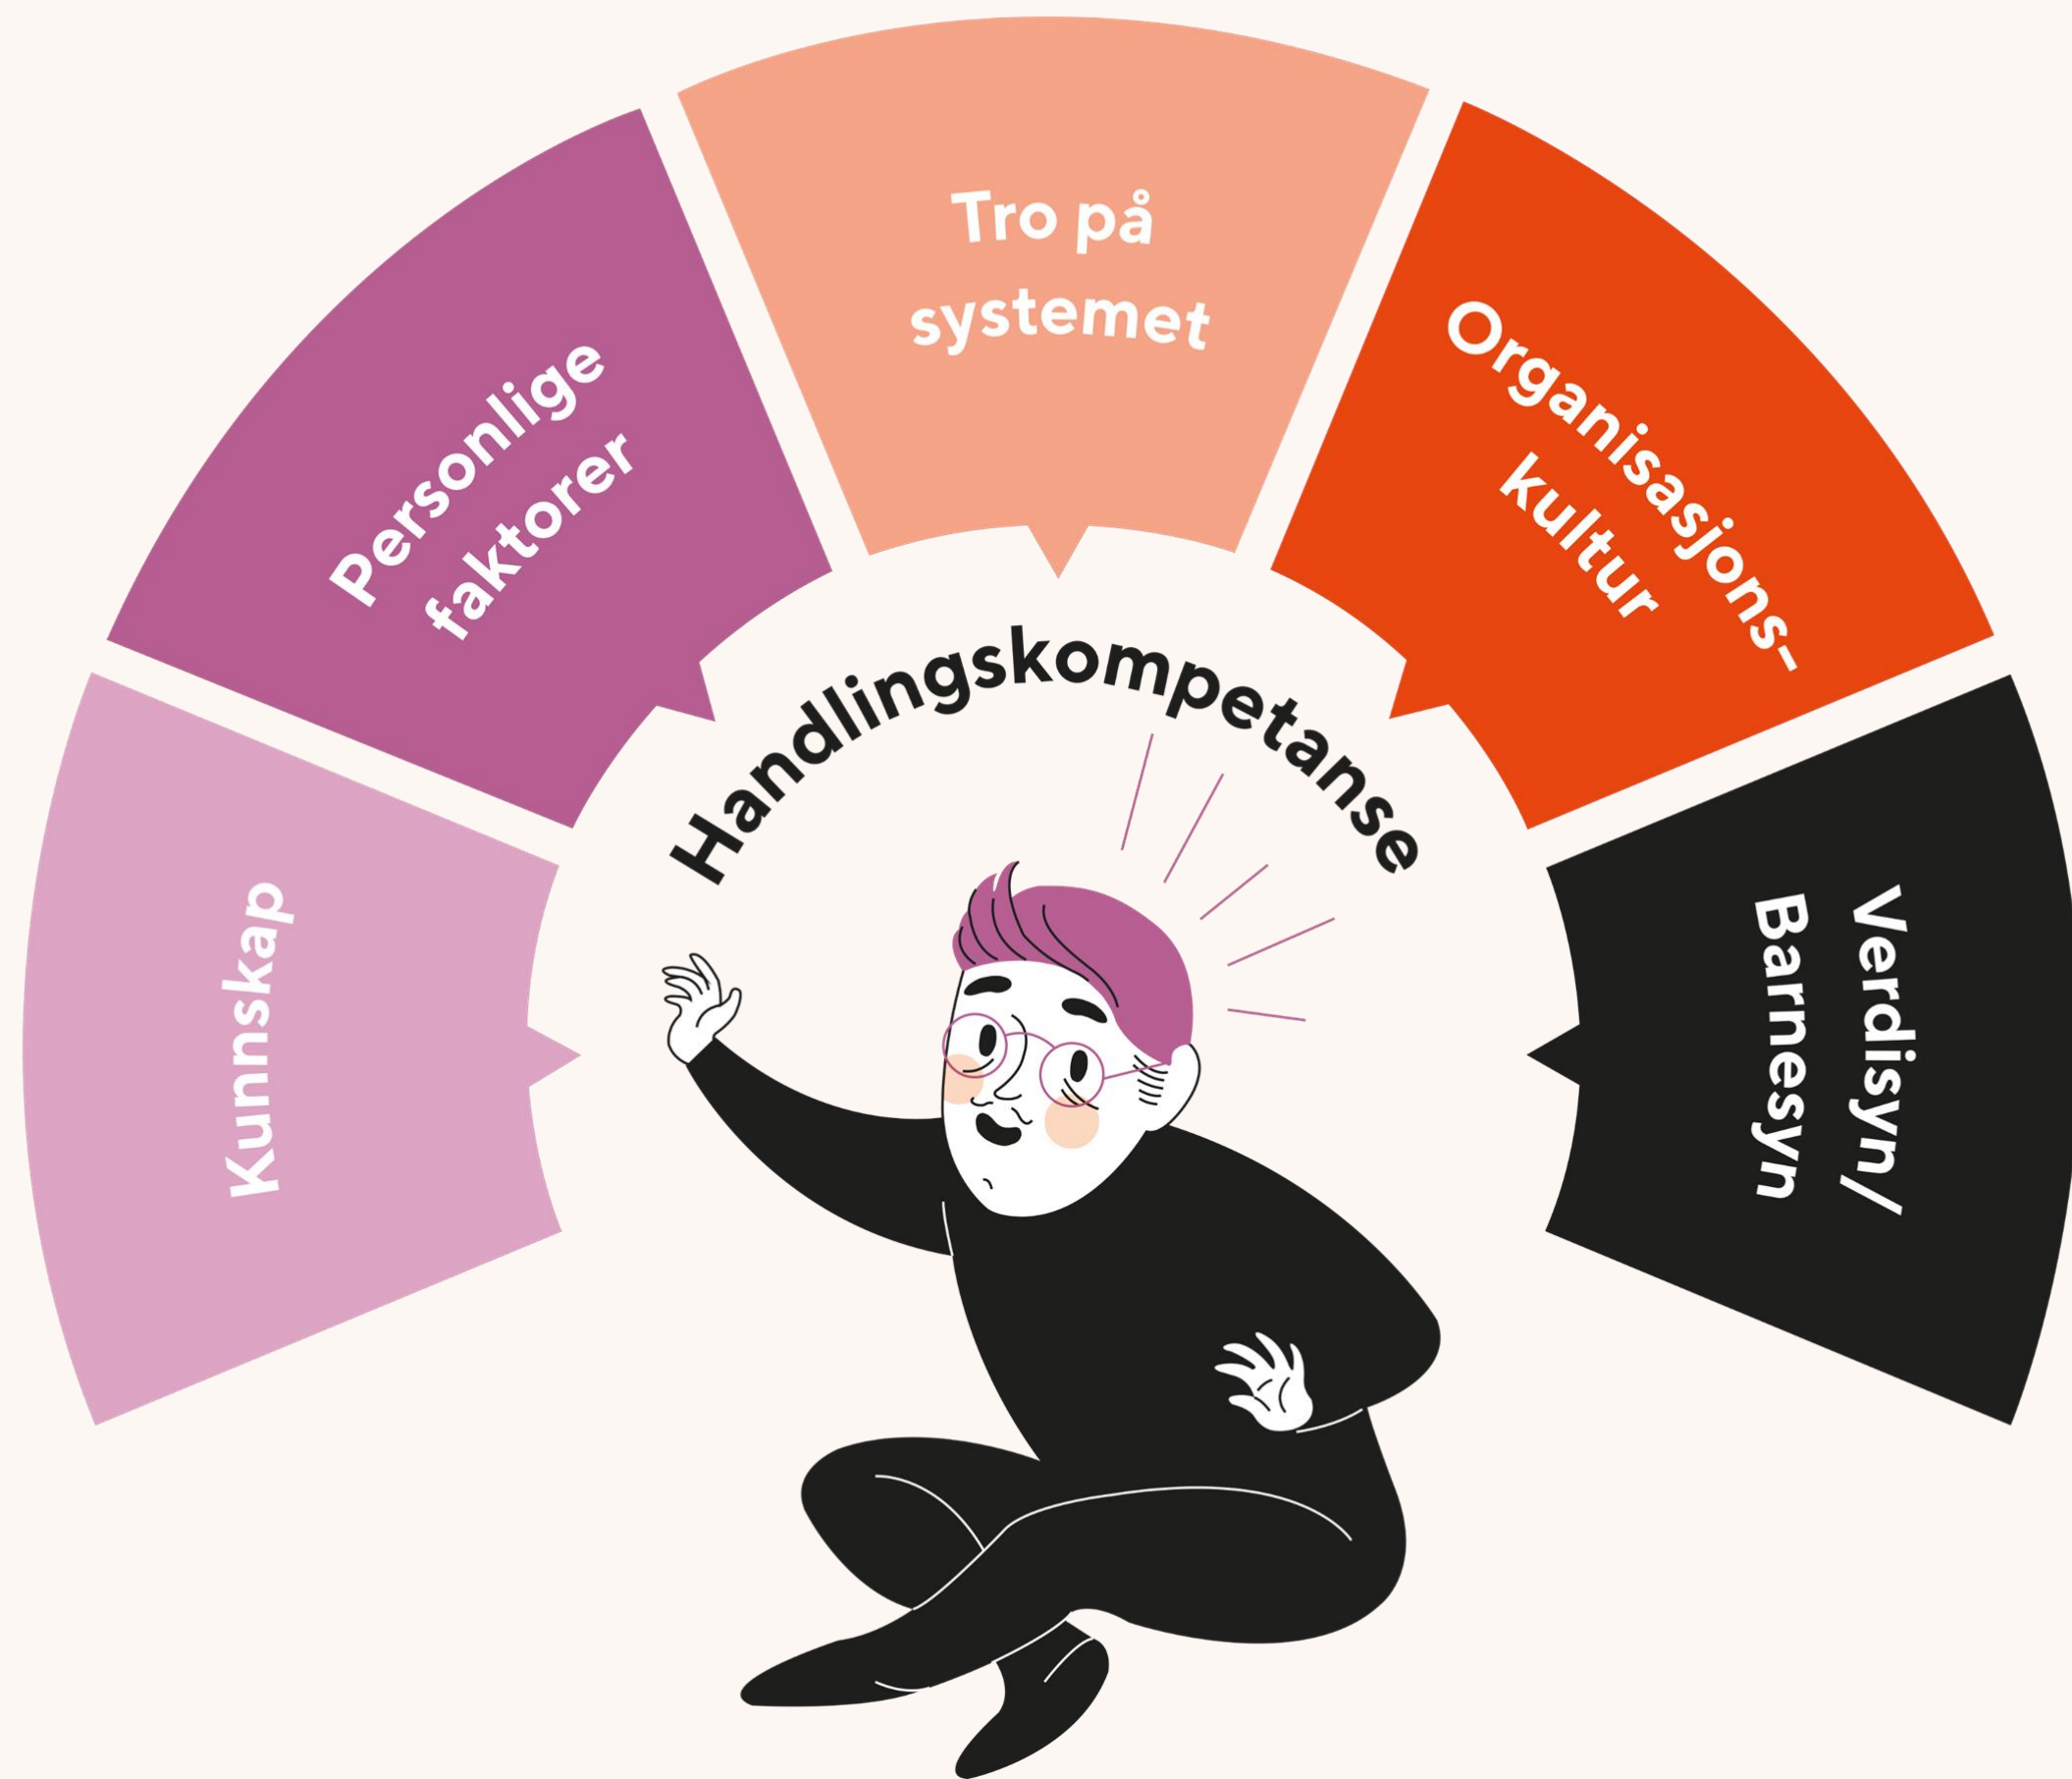 Kunnskap
Personlige
faktorer
Tro på
systemet
Organisasjons-
kultur
Verdisyn/
Barnesyn
Handlingskompetanse